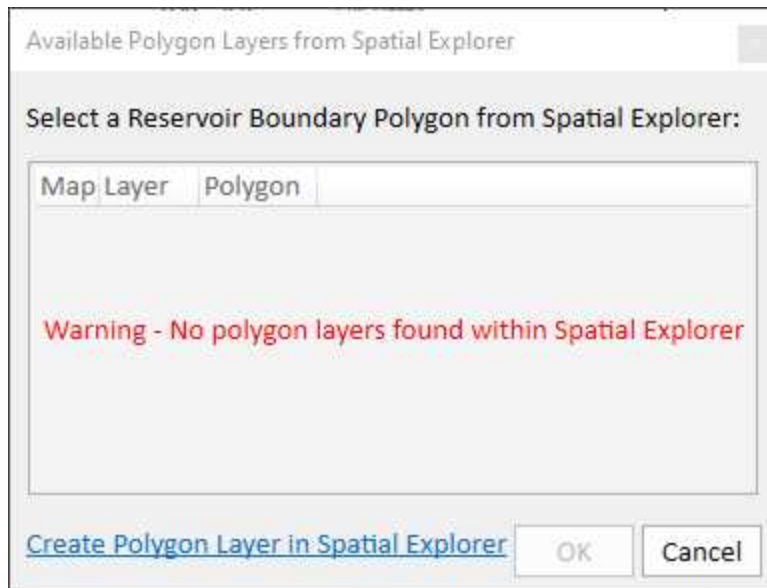 Available Polygon Layers from Spatial Explorer
Select a Reservoir Boundary Polygon from Spatial Explorer:
Map Layer Polygon
Warning - No polygon layers found within Spatial Explorer
Create Polygon Layer in Spatial Explorer OK Cancel